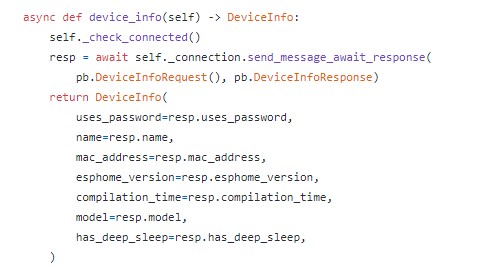 async def device_info(self) -> DeviceInfo:
    self._check_connected()
    resp = await self._connection.send_message_await_response(
        pb.DeviceInfoRequest(), pb.DeviceInfoResponse)
    return DeviceInfo(
        uses_password=resp.uses_password,
        name=resp.name,
        mac_address=resp.mac_address,
        esphome_version=resp.esphome_version,
        compilation_time=resp.compilation_time,
        model=resp.model,
        has_deep_sleep=resp.has_deep_sleep,
    )